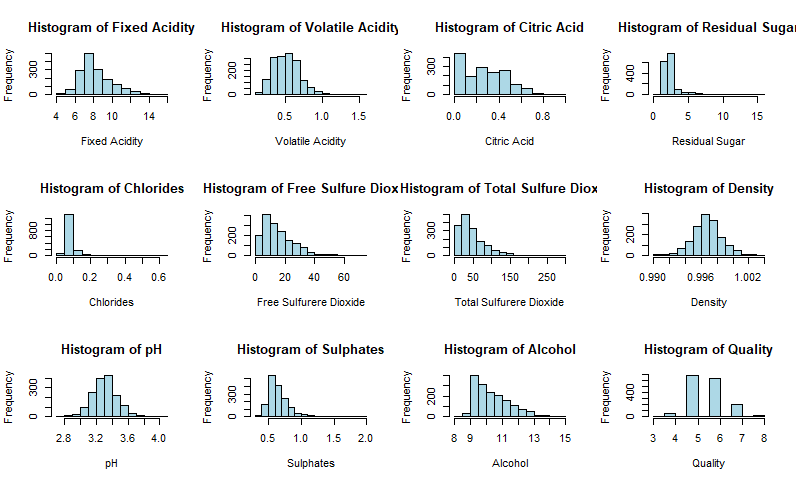 Histogram of Fixed Acidity
Frequency
0 300
4 6 8 10 14
Fixed Acidity
Histogram of Volatile Acidity
Frequency
0 200
0.5 1.0 1.5
Volatile Acidity
Histogram of Citric Acid
Frequency
0 300
0.0 0.4 0.8
Citric Acid
Histogram of Residual Sugar
Frequency
0 400
0 5 10 15
Residual Sugar
Histogram of Chlorides
Frequency
0 800
0.0 0.2 0.4 0.6
Chlorides
Histogram of Free Sulfure Diox
Frequency
0 200
0 20 40 60
Free Sulfurere Dioxide
Histogram of Total Sulfure Diox
Frequency
0 300
0 50 150 250
Total Sulfurere Dioxide
Histogram of Density
Frequency
0 200
0.990 0.996 1.002
Density
Histogram of pH
Frequency
0 300
2.8 3.2 3.6 4.0
pH
Histogram of Sulphates
Frequency
0 300
0.5 1.0 1.5 2.0
Sulphates
Histogram of Alcohol
Frequency
0 200
8 9 11 13 15
Alcohol
Histogram of Quality
Frequency
0 400
3 4 5 6 7 8
Quality